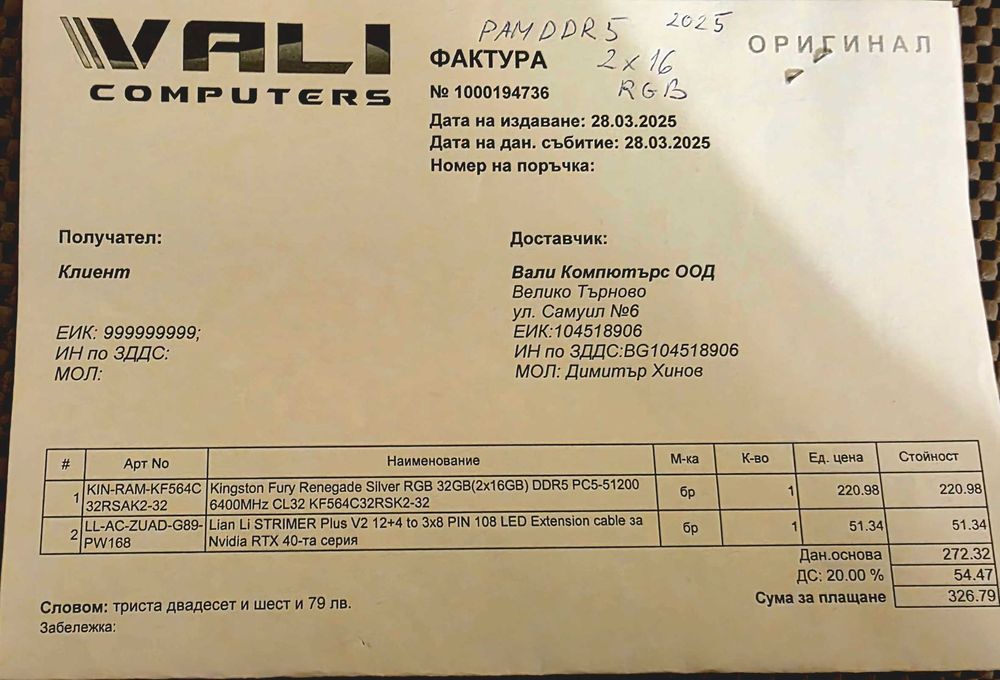 VALI
COMPUTERS
РАМ DDR5 2025
2 x 16
RGB
ОРИГИНАЛ
ФАКТУРА
№ 1000194736
Дата на издаване: 28.03.2025
Дата на дан. събитие: 28.03.2025
Номер на поръчка:
Получател:
Клиент
ЕИК: 999999999;
ИН по ЗДДС:
МОЛ:
Доставчик:
Вали Компютърс ООД
Велико Търново
ул. Самуил №6
ЕИК:104518906
ИН по ЗДДС:BG104518906
МОЛ: Димитър Хинов
# Арт No Наименование М-ка К-во Ед. цена Стойност
1 KIN-RAM-KF564C Kingston Fury Renegade Silver RGB 32GB(2x16GB) DDR5 PC5-51200 бр 1 220.98 220.98
32RSAK2-32 6400MHz CL32 KF564C32RSK2-32
2 LL-AC-ZUAD-G89- Lian Li STRIMER Plus V2 12+4 to 3x8 PIN 108 LED Extension cable за бр 1 51.34 51.34
PW168 Nvidia RTX 40-та серия
Дан.основа 272.32
ДС: 20.00 % 54.47
Сума за плащане 326.79
Словом: триста двадесет и шест и 79 лв.
Забележка: